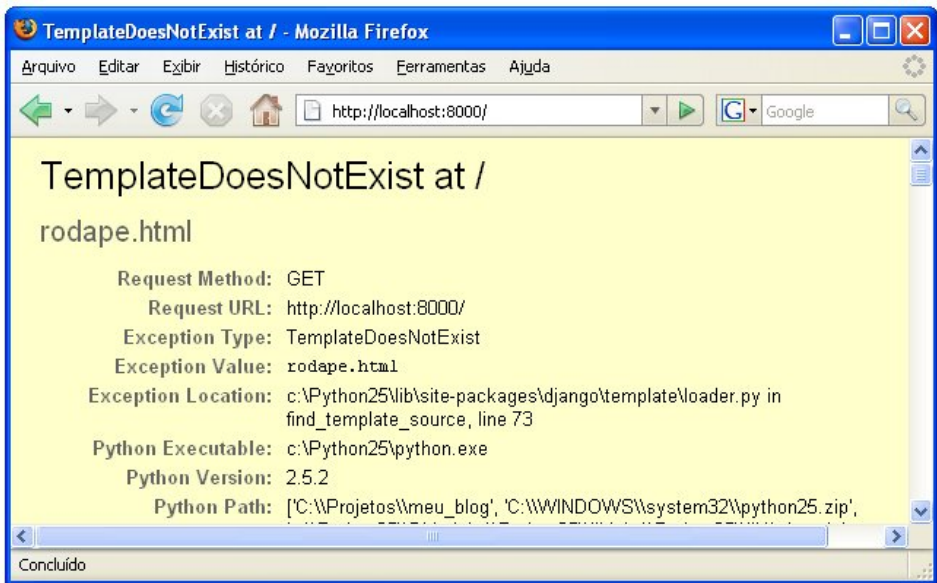 TemplateDoesNotExist at / - Mozilla Firefox
Arquivo Editar Exibir Histórico Favoritos Ferramentas Ajuda
http://localhost:8000/ G Google
TemplateDoesNotExist at /
rodape.html
Request Method: GET
Request URL: http://localhost:8000/
Exception Type: TemplateDoesNotExist
Exception Value: rodape.html
Exception Location: c:\Python25\lib\site-packages\django\template\loader.py in
find_template_source, line 73
Python Executable: c:\Python25\python.exe
Python Version: 2.5.2
Python Path: ['C:\\Projetos\\meu_blog', 'C:\\WINDOWS\\system32\\python25.zip',
Concluído